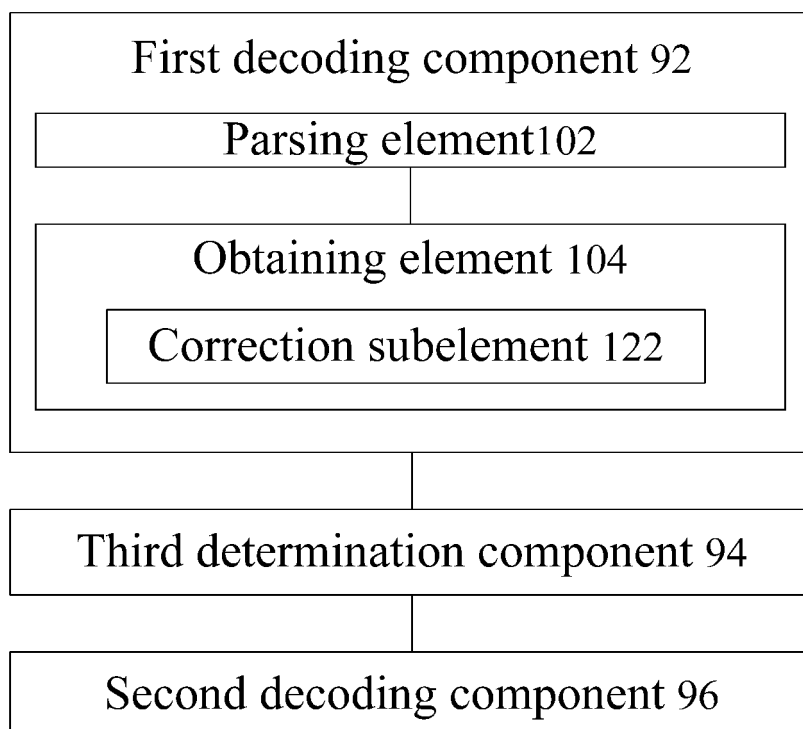 First decoding component 92
Parsing element102
Obtaining element 104
Correction subelement 122
Third determination component 94
Second decoding component 96